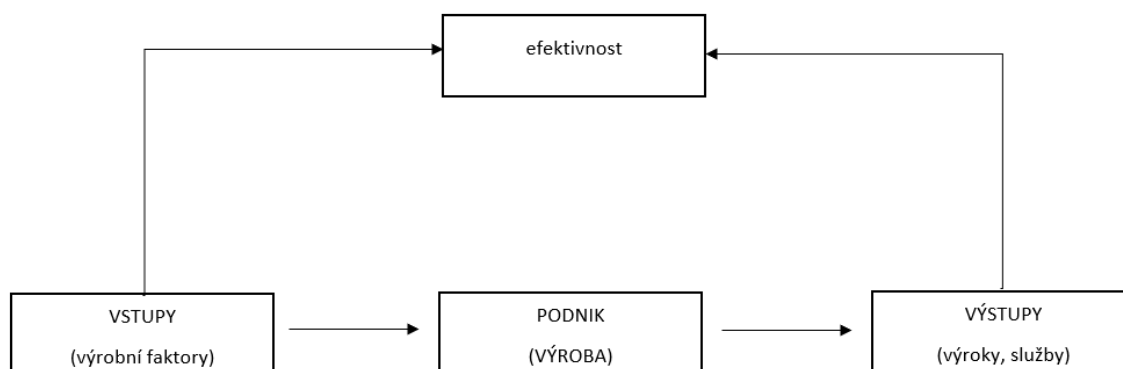 efektivnost
VSTUPY
(výrobní faktory)
PODNIK
(VÝROBA)
VÝSTUPY
(výroky, služby)